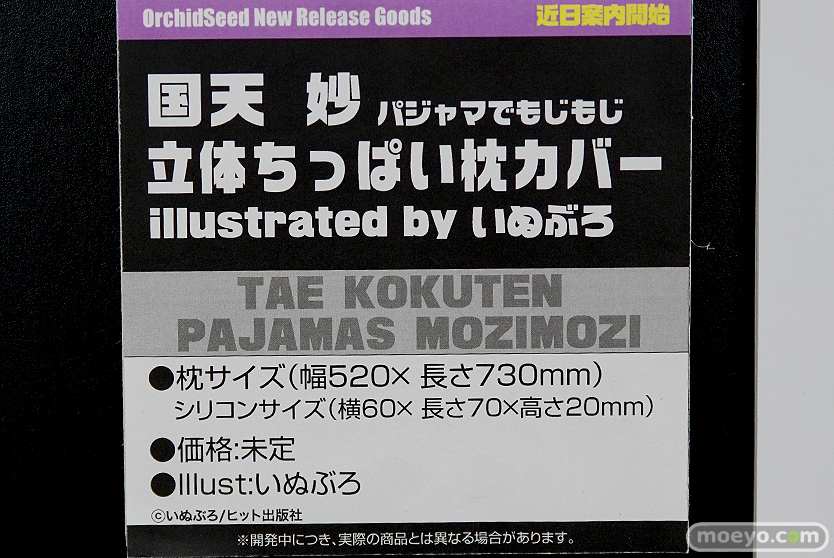 OrchidSeed New Release Goods 近日案内開始
国天 妙 パジャマでもじもじ
立体ちっぱい枕カバー
illustrated by いぬぶろ
TAE KOKUTEN
PAJAMAS MOZIMOZI
●枕サイズ(幅520×長さ730mm)
シリコンサイズ(横60×長さ70×高さ20mm)
●価格:未定
●Illust:いぬぶろ
©いぬぶろ/ヒット出版社
※開発中につき、実際の商品とは異なる場合があります。
moeyo.com